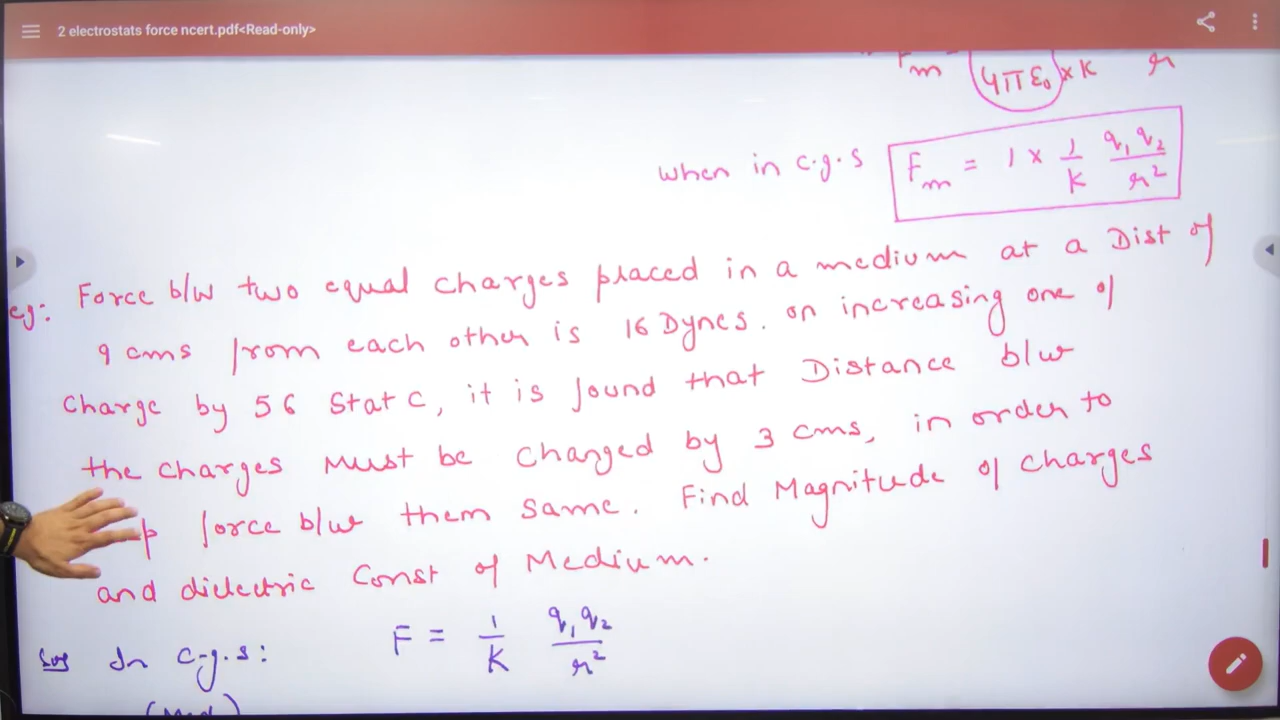 2 electrostats force ncert.pdf<Read-only>
Fm = 1/(4πε₀) × K r
when in c.g.s Fm = 1 × 1/K q₁q₂/r²
eg: Force b/w two equal charges placed in a medium at a Dist of
9 cms from each other is 16 Dynes. on increasing one of
charge by 56 Stat C, it is found that Distance b/w
the charges Must be changed by 3 cms, in order to
force b/w them same. Find Magnitude of charges
and dielectric Const of Medium.
Sol In c.g.s: F = 1/K q₁q₂/r²